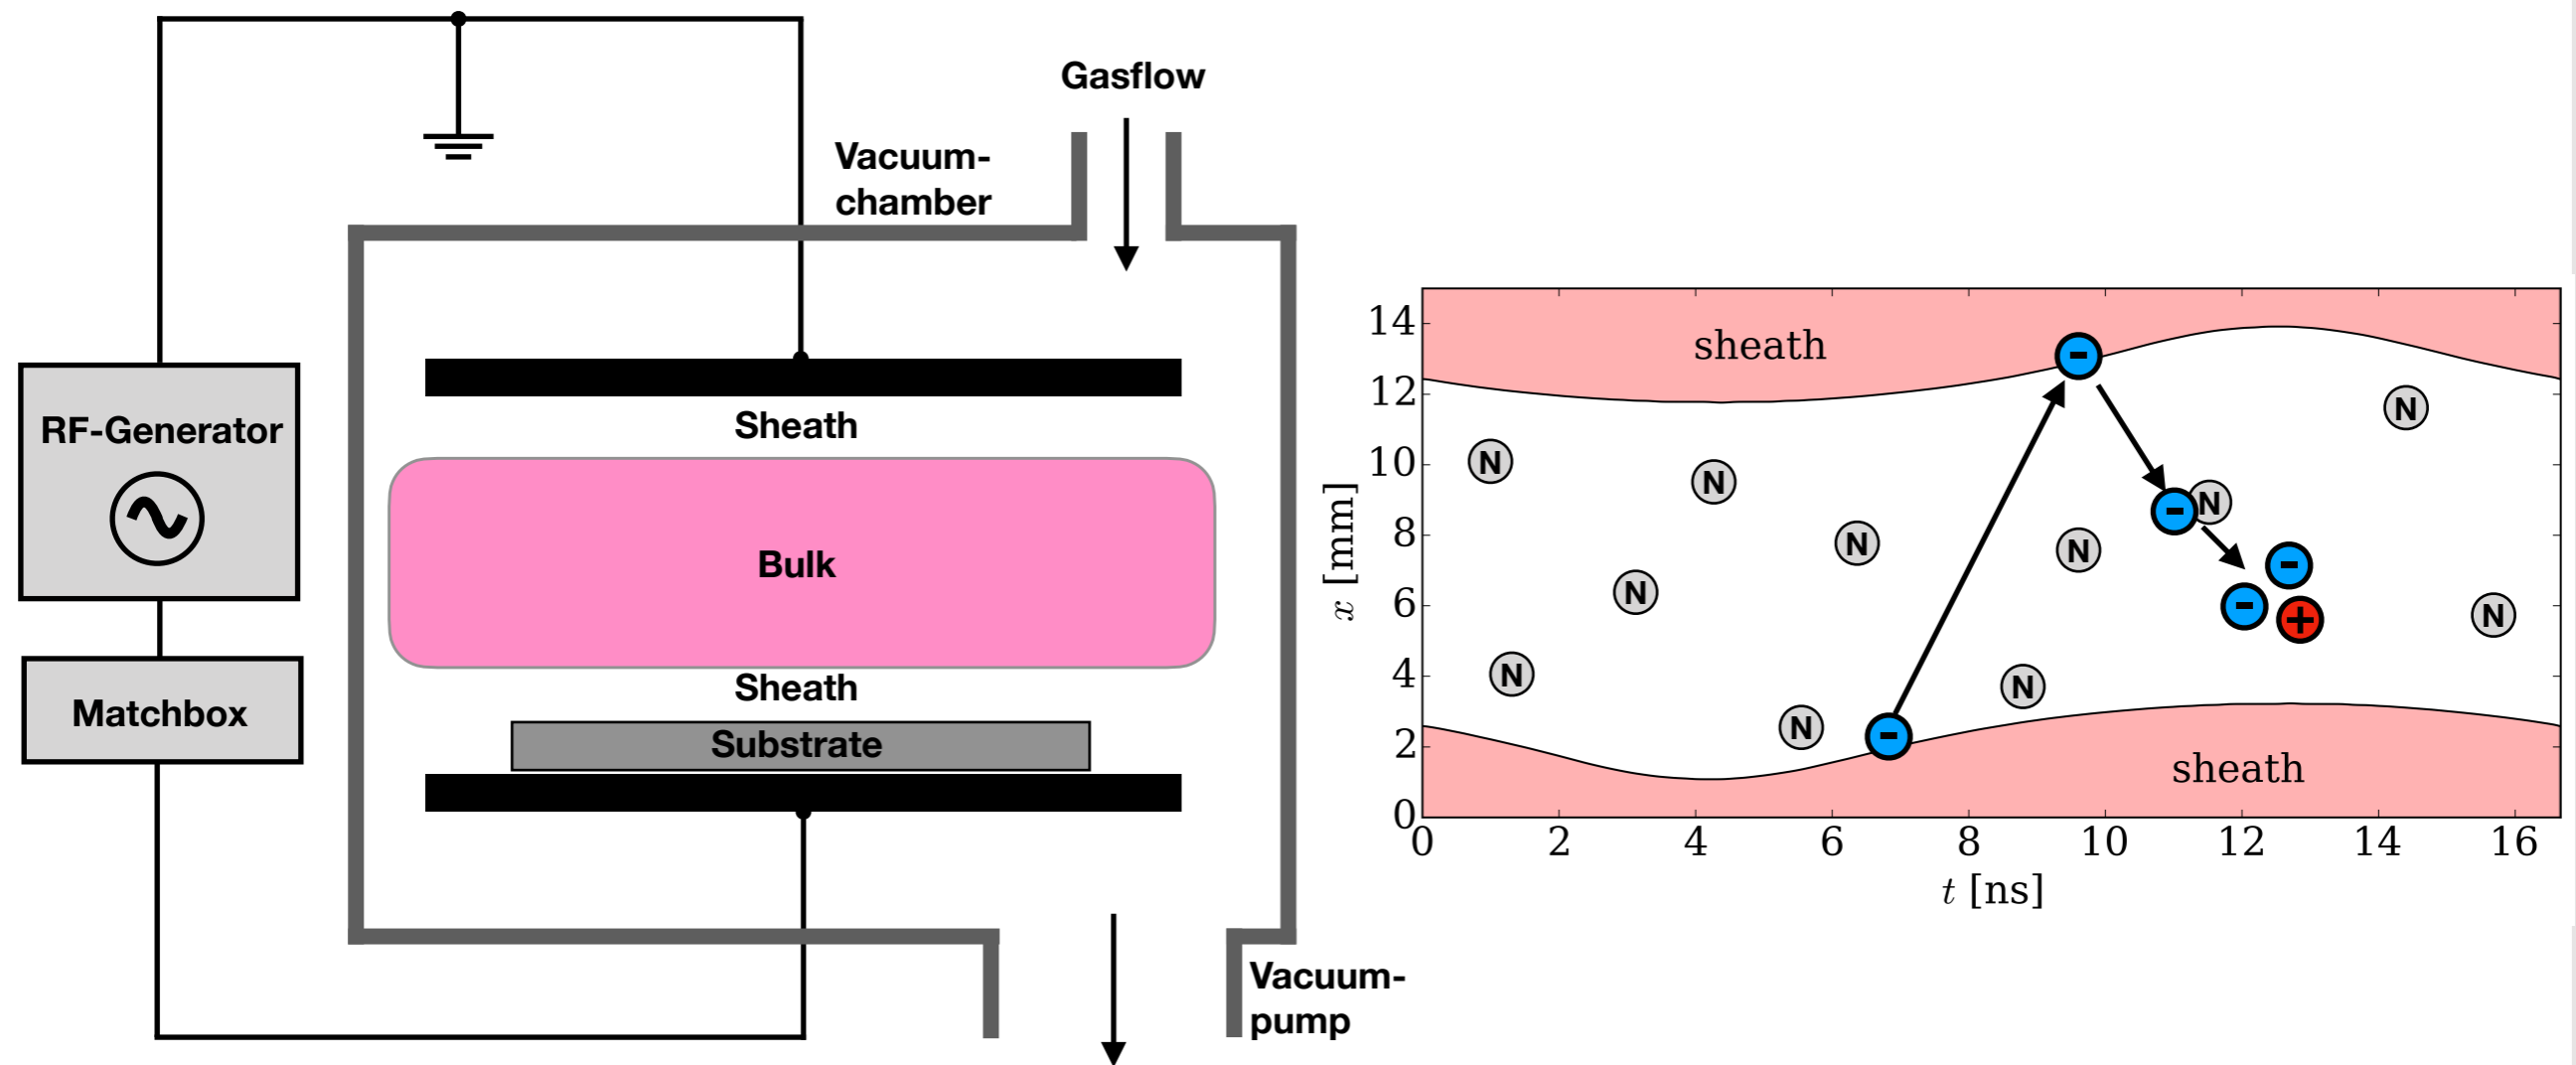 Gasflow
Vacuum-
chamber
RF-Generator
Sheath
Bulk
Sheath
Substrate
Matchbox
Vacuum-
pump
14
12
10
8
6
4
2
0
x [mm]
sheath
N
N
N
N
N
N
N
N
N
N
N
N
-
-
-
-
-
+
sheath
0 2 4 6 8 10 12 14 16
t [ns]